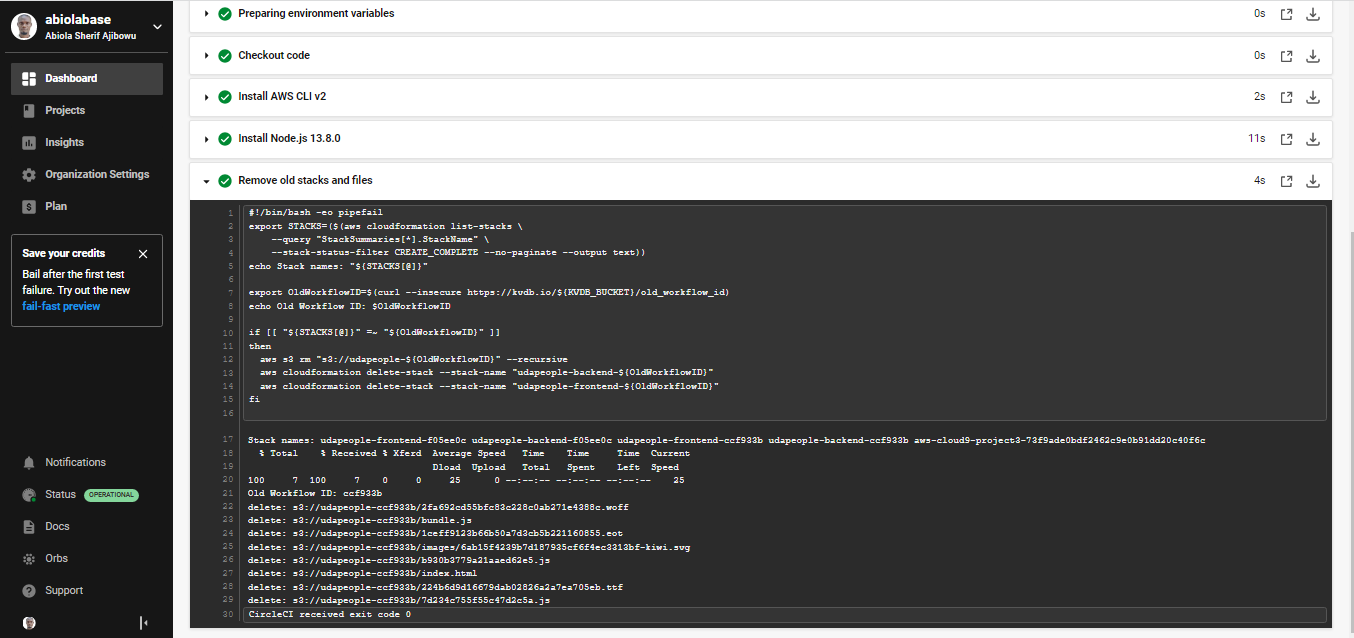 abiolabase
Abiola Sherif Ajibowu
Dashboard
Projects
Insights
Organization Settings
Plan
Save your credits
Bail after the first test
failure. Try out the new
fail-fast preview
Notifications
Status OPERATIONAL
Docs
Orbs
Support
Preparing environment variables 0s
Checkout code 0s
Install AWS CLI v2 2s
Install Node.js 13.8.0 11s
Remove old stacks and files 4s
1 #!/bin/bash -eo pipefail
2 export STACKS=($(aws cloudformation list-stacks \
3 --query "StackSummaries[*].StackName" \
4 --stack-status-filter CREATE_COMPLETE --no-paginate --output text))
5 echo Stack names: "${STACKS[@]}"
6
7 export OldWorkflowID=$(curl --insecure https://kvdb.io/${KVDB_BUCKET}/old_workflow_id)
8 echo Old Workflow ID: $OldWorkflowID
9
10 if [[ "${STACKS[@]}" =~ "${OldWorkflowID}" ]]
11 then
12 aws s3 rm "s3://udapeople-${OldWorkflowID}" --recursive
13 aws cloudformation delete-stack --stack-name "udapeople-backend-${OldWorkflowID}"
14 aws cloudformation delete-stack --stack-name "udapeople-frontend-${OldWorkflowID}"
15 fi
16
17 Stack names: udapeople-frontend-f05ee0c udapeople-backend-f05ee0c udapeople-frontend-ccf933b udapeople-backend-ccf933b aws-cloud9-project3-73f9ade0bdf2462c9e0b91dd20c40f6c
18 % Total % Received % Xferd Average Speed Time Time Time Current
19 Dload Upload Total Spent Left Speed
20 100 7 100 7 0 0 25 0 --:--:-- --:--:-- --:--:-- 25
21 Old Workflow ID: ccf933b
22 delete: s3://udapeople-ccf933b/2fa692cd55bfc83c228c0ab271e4388c.woff
23 delete: s3://udapeople-ccf933b/bundle.js
24 delete: s3://udapeople-ccf933b/1ceff9123b66b50a7d3cb5b221160855.eot
25 delete: s3://udapeople-ccf933b/images/6ab15f4239b7d187935cf6f4ec3313bf-kiwi.svg
26 delete: s3://udapeople-ccf933b/b930b3779a21aaed62e5.js
27 delete: s3://udapeople-ccf933b/index.html
28 delete: s3://udapeople-ccf933b/224b6d9d16679dab02826a2a7ea705eb.ttf
29 delete: s3://udapeople-ccf933b/7d234c755f55c47d2c5a.js
30 CircleCI received exit code 0